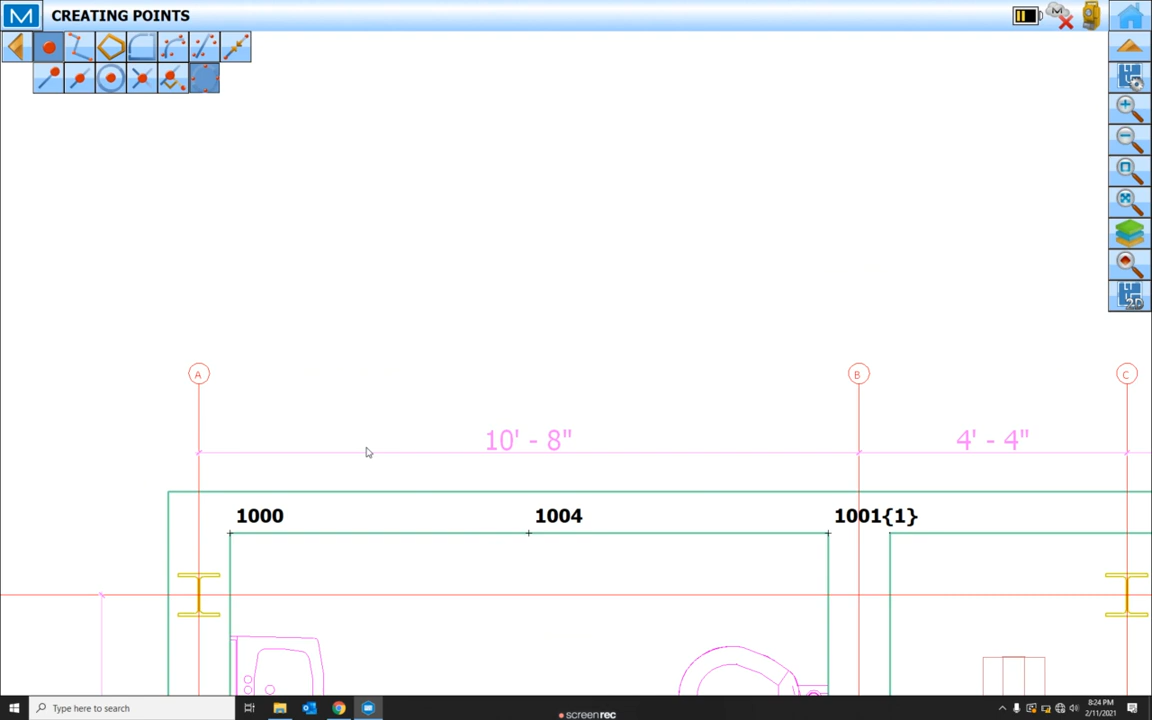 M CREATING POINTS
M
2D
A
B
C
10' - 8"
4' - 4"
1000
1004
1001{1}
Type here to search
8:24 PM
2/11/2021
screenrec